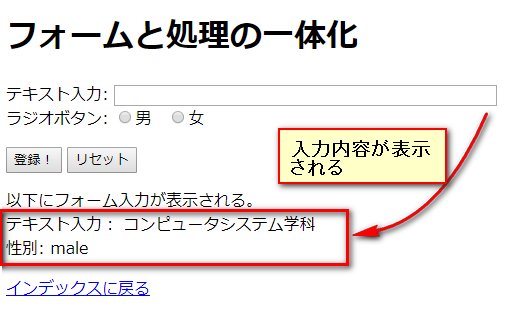 フォームと処理の一体化
テキスト入力:
ラジオボタン: 男 女
登録！ リセット
入力内容が表示
される
以下にフォーム入力が表示される。
テキスト入力 : コンピュータシステム学科
性別: male
インデックスに戻る